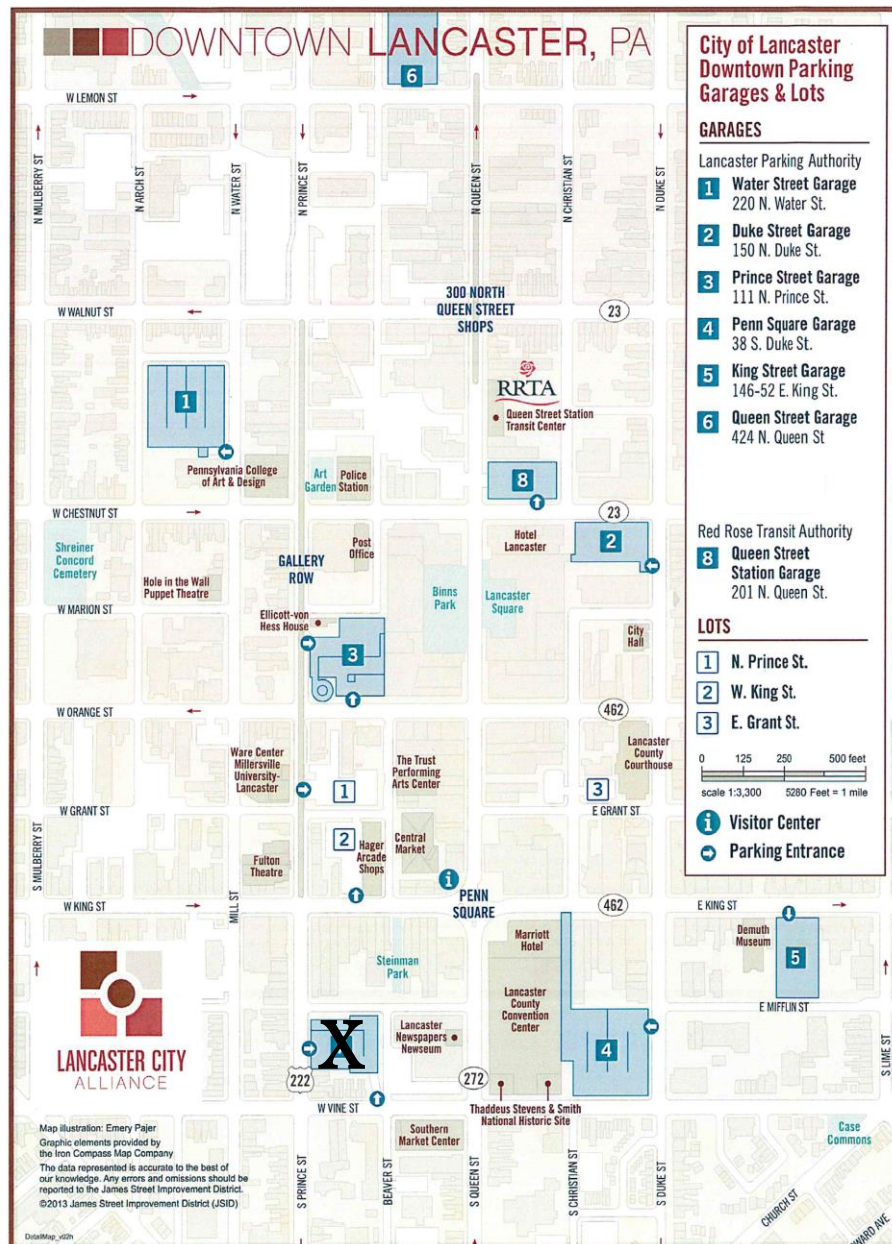 DOWNTOWN LANCASTER, PA
6
W LEMON ST
N MULBERRY ST
N ARCH ST
N WATER ST
N PRINCE ST
N QUEEN ST
N CHRISTIAN ST
N DUKE ST
300 NORTH
QUEEN STREET
SHOPS
W WALNUT ST
23
1
RRTA
Queen Street Station
Transit Center
Pennsylvania College
of Art & Design
Art
Garden
Police
Station
8
W CHESTNUT ST
23
Shreiner
Concord
Cemetery
Hole in the Wall
Puppet Theatre
GALLERY
ROW
Post
Office
Hotel
Lancaster
2
Binns
Park
Lancaster
Square
W MARION ST
Ellicott-von
Hess House
3
City
Hall
W ORANGE ST
462
Ware Center
Millersville
University-
Lancaster
The Trust
Performing
Arts Center
Lancaster
County
Courthouse
1
3
W GRANT ST
E GRANT ST
S MULBERRY ST
2
Fulton
Theatre
Hager
Arcade
Shops
Central
Market
i
MILL ST
W KING ST
PENN
SQUARE
462
E KING ST
Steinman
Park
Marriott
Hotel
Lancaster
County
Convention
Center
Demuth
Museum
5
E MIFFLIN ST
LANCASTER CITY
ALLIANCE
X
Lancaster
Newspapers
Newseum
4
222
272
W VINE ST
Thaddeus Stevens & Smith
National Historic Site
S LIME ST
Southern
Market Center
Case
Commons
S PRINCE ST
BEAVER ST
S QUEEN ST
S CHRISTIAN ST
S DUKE ST
CHURCH ST
Map illustration: Emery Pajer
Graphic elements provided by
the Iron Compass Map Company
The data represented is accurate to the best of
our knowledge. Any errors and omissions should be
reported to the James Street Improvement District.
©2013 James Street Improvement District (JSID)
DetailMap_v02h
City of Lancaster
Downtown Parking
Garages & Lots
GARAGES
Lancaster Parking Authority
1 Water Street Garage
220 N. Water St.
2 Duke Street Garage
150 N. Duke St.
3 Prince Street Garage
111 N. Prince St.
4 Penn Square Garage
38 S. Duke St.
5 King Street Garage
146-52 E. King St.
6 Queen Street Garage
424 N. Queen St
Red Rose Transit Authority
8 Queen Street
Station Garage
201 N. Queen St.
LOTS
1 N. Prince St.
2 W. King St.
3 E. Grant St.
0 125 250 500 feet
scale 1:3,300 5280 Feet = 1 mile
i Visitor Center
Parking Entrance